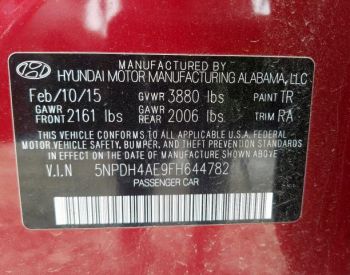 MANUFACTURED BY
HYUNDAI MOTOR MANUFACTURING ALABAMA, LLC
Feb/10/15 GVWR 3880 lbs PAINT TR
GAWR FRONT 2161 lbs GAWR REAR 2006 lbs TRIM RA
THIS VEHICLE CONFORMS TO ALL APPLICABLE FEDERAL
MOTOR VEHICLE SAFETY, BUMPER, AND THEFT PREVENTION
STANDARDS IN EFFECT ON THE DATE OF MANUFACTURE
SHOWN ABOVE.
V.I.N 5NPDH4AE9FH644782
PASSENGER CAR